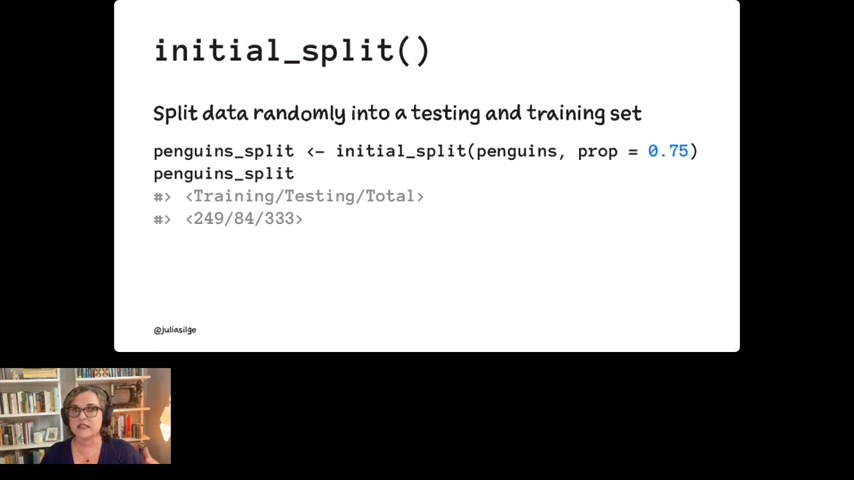 initial_split()
Split data randomly into a testing and training set
penguins_split <- initial_split(penguins, prop = 0.75)
penguins_split
#> <Training/Testing/Total>
#> <249/84/333>
@juliasilge